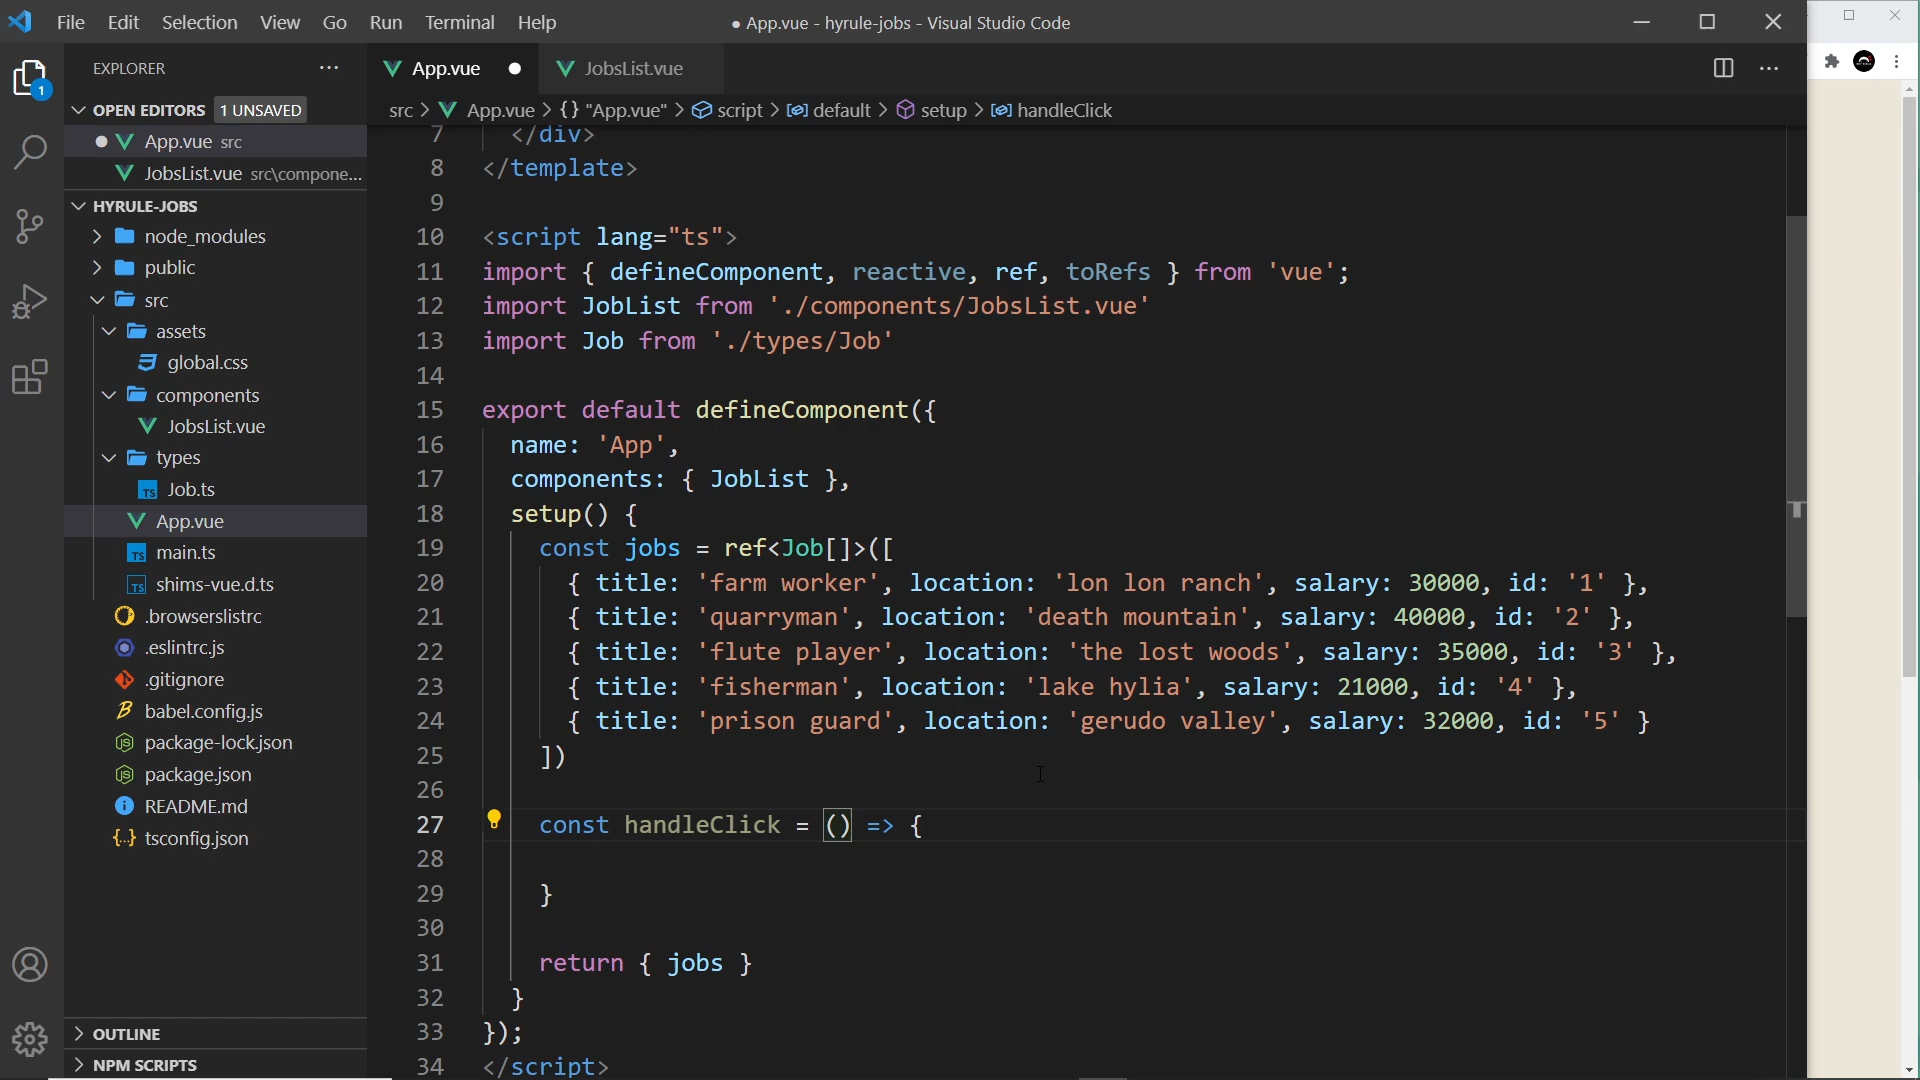 File Edit Selection View Go Run Terminal Help
● App.vue - hyrule-jobs - Visual Studio Code
EXPLORER
App.vue
JobsList.vue
OPEN EDITORS 1 UNSAVED
App.vue src
JobsList.vue src\compone...
HYRULE-JOBS
node_modules
public
src
assets
global.css
components
JobsList.vue
types
TS Job.ts
App.vue
TS main.ts
TS shims-vue.d.ts
.browserslistrc
.eslintrc.js
.gitignore
babel.config.js
package-lock.json
package.json
README.md
tsconfig.json
OUTLINE
NPM SCRIPTS
1
src > App.vue > {} "App.vue" > script > default > setup > handleClick
7 </div>
8 </template>
9
10 <script lang="ts">
11 import { defineComponent, reactive, ref, toRefs } from 'vue';
12 import JobList from './components/JobsList.vue'
13 import Job from './types/Job'
14
15 export default defineComponent({
16 name: 'App',
17 components: { JobList },
18 setup() {
19 const jobs = ref<Job[]>([
20 { title: 'farm worker', location: 'lon lon ranch', salary: 30000, id: '1' },
21 { title: 'quarryman', location: 'death mountain', salary: 40000, id: '2' },
22 { title: 'flute player', location: 'the lost woods', salary: 35000, id: '3' },
23 { title: 'fisherman', location: 'lake hylia', salary: 21000, id: '4' },
24 { title: 'prison guard', location: 'gerudo valley', salary: 32000, id: '5' }
25 ])
26
27 const handleClick = () => {
28
29 }
30
31 return { jobs }
32 }
33 });
34 </script>